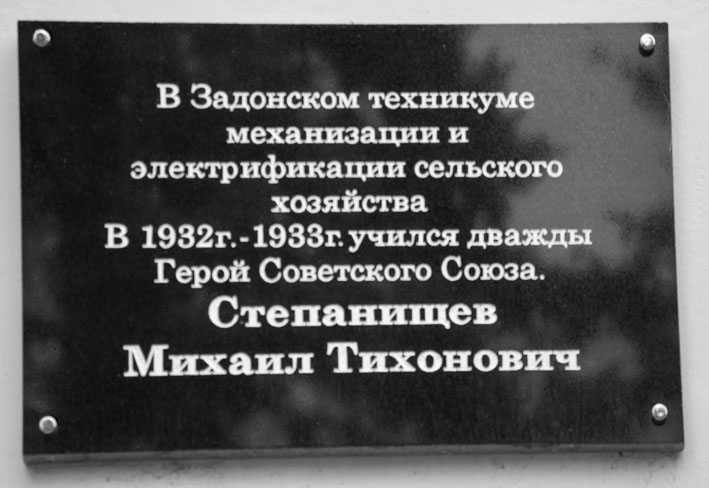 В Задонском техникуме
механизации и
электрификации сельского
хозяйства
В 1932г.-1933г. учился дважды
Герой Советского Союза.
Степанищев
Михаил Тихонович